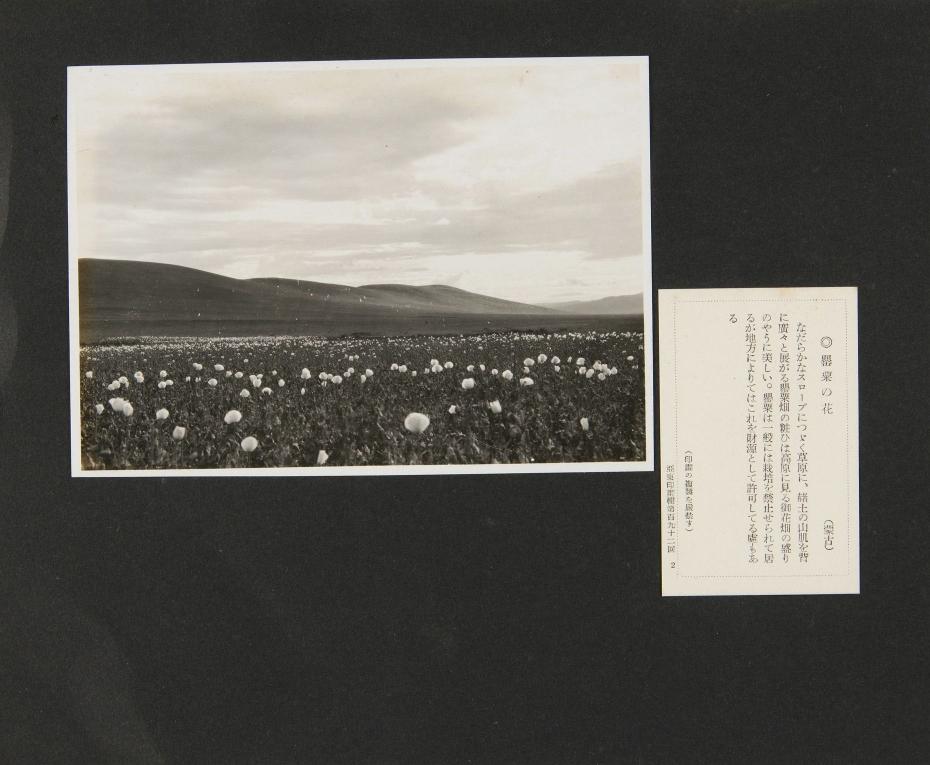 ◎ 罌粟の花
(蒙古)
なだらかなスロープにつゞく草原に、赭土の山肌を背
に廣々と展がる罌粟畑の粧ひは高原に見る御花畑の盛り
のやうに美しい。罌粟は一般には栽培を禁止せられて居
るが地方によりてはこれを財源として許可してる處もあ
る
(印畫の複製を嚴禁す)
亞東印畫輯第百九十二回 2